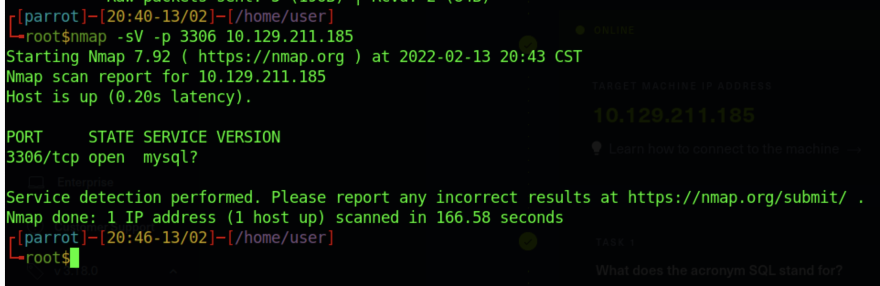 [parrot]─[20:40-13/02]─[/home/user]
root$nmap -sV -p 3306 10.129.211.185
Starting Nmap 7.92 ( https://nmap.org ) at 2022-02-13 20:43 CST
Nmap scan report for 10.129.211.185
Host is up (0.20s latency).
PORT     STATE SERVICE VERSION
3306/tcp open  mysql?
Service detection performed. Please report any incorrect results at https://nmap.org/submit/ .
Nmap done: 1 IP address (1 host up) scanned in 166.58 seconds
[parrot]─[20:46-13/02]─[/home/user]
root$
ONLINE
TARGET MACHINE IP ADDRESS
10.129.211.185
Learn how to connect to the machine →
Enterprise
TASK 1
What does the acronym SQL stand for?